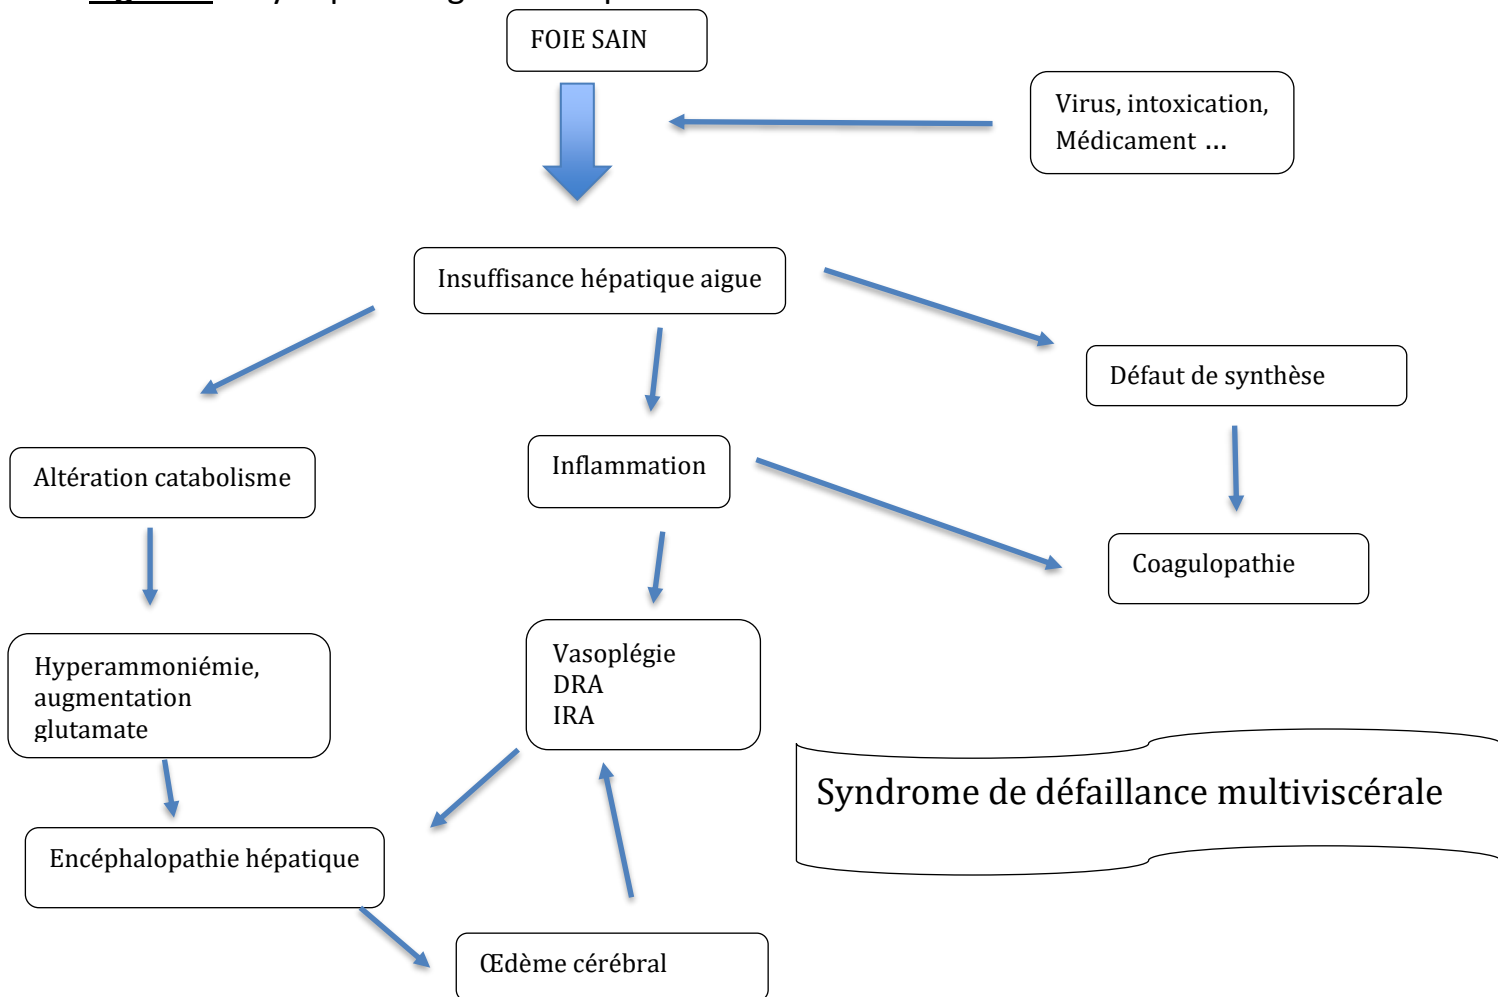 FOIE SAIN
Virus, intoxication,
Médicament ...
Insuffisance hépatique aigue
Défaut de synthèse
Altération catabolisme
Inflammation
Coagulopathie
Hyperammoniémie,
augmentation
glutamate
Vasoplégie
DRA
IRA
Syndrome de défaillance multiviscérale
Encéphalopathie hépatique
Œdème cérébral